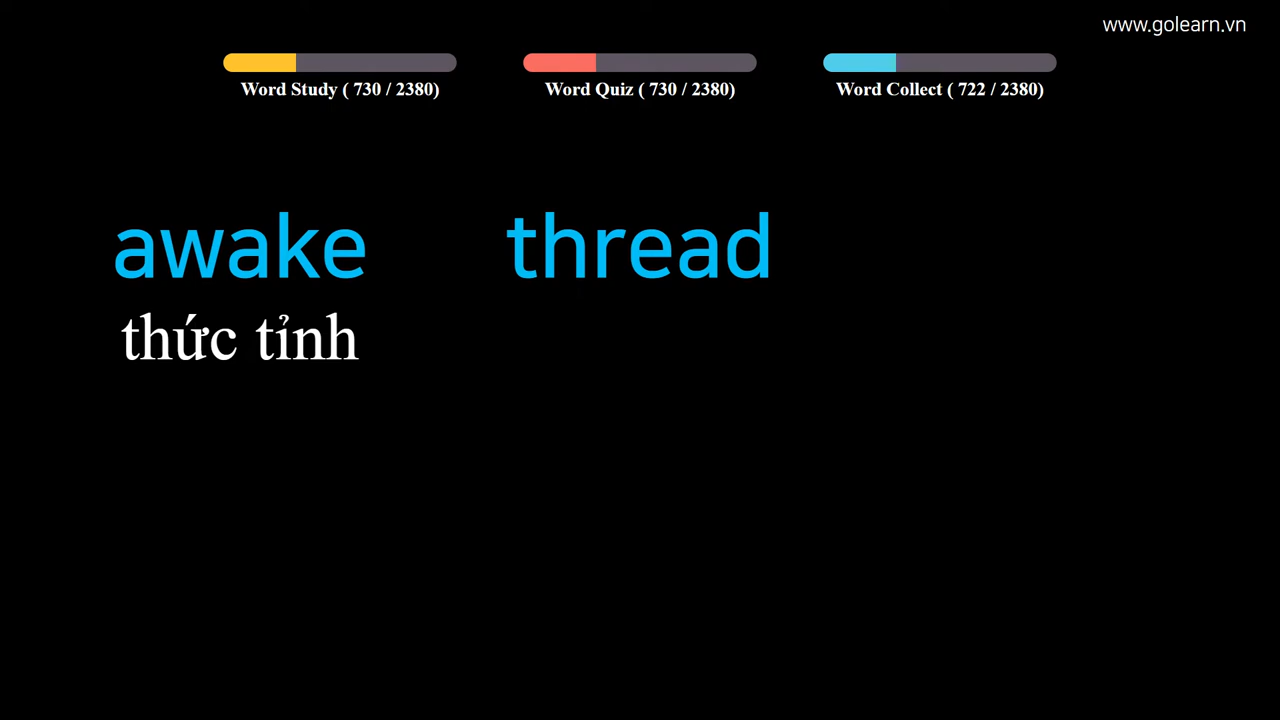 www.golearn.vn
Word Study ( 730 / 2380)
Word Quiz ( 730 / 2380)
Word Collect ( 722 / 2380)
awake
thread
thức tỉnh